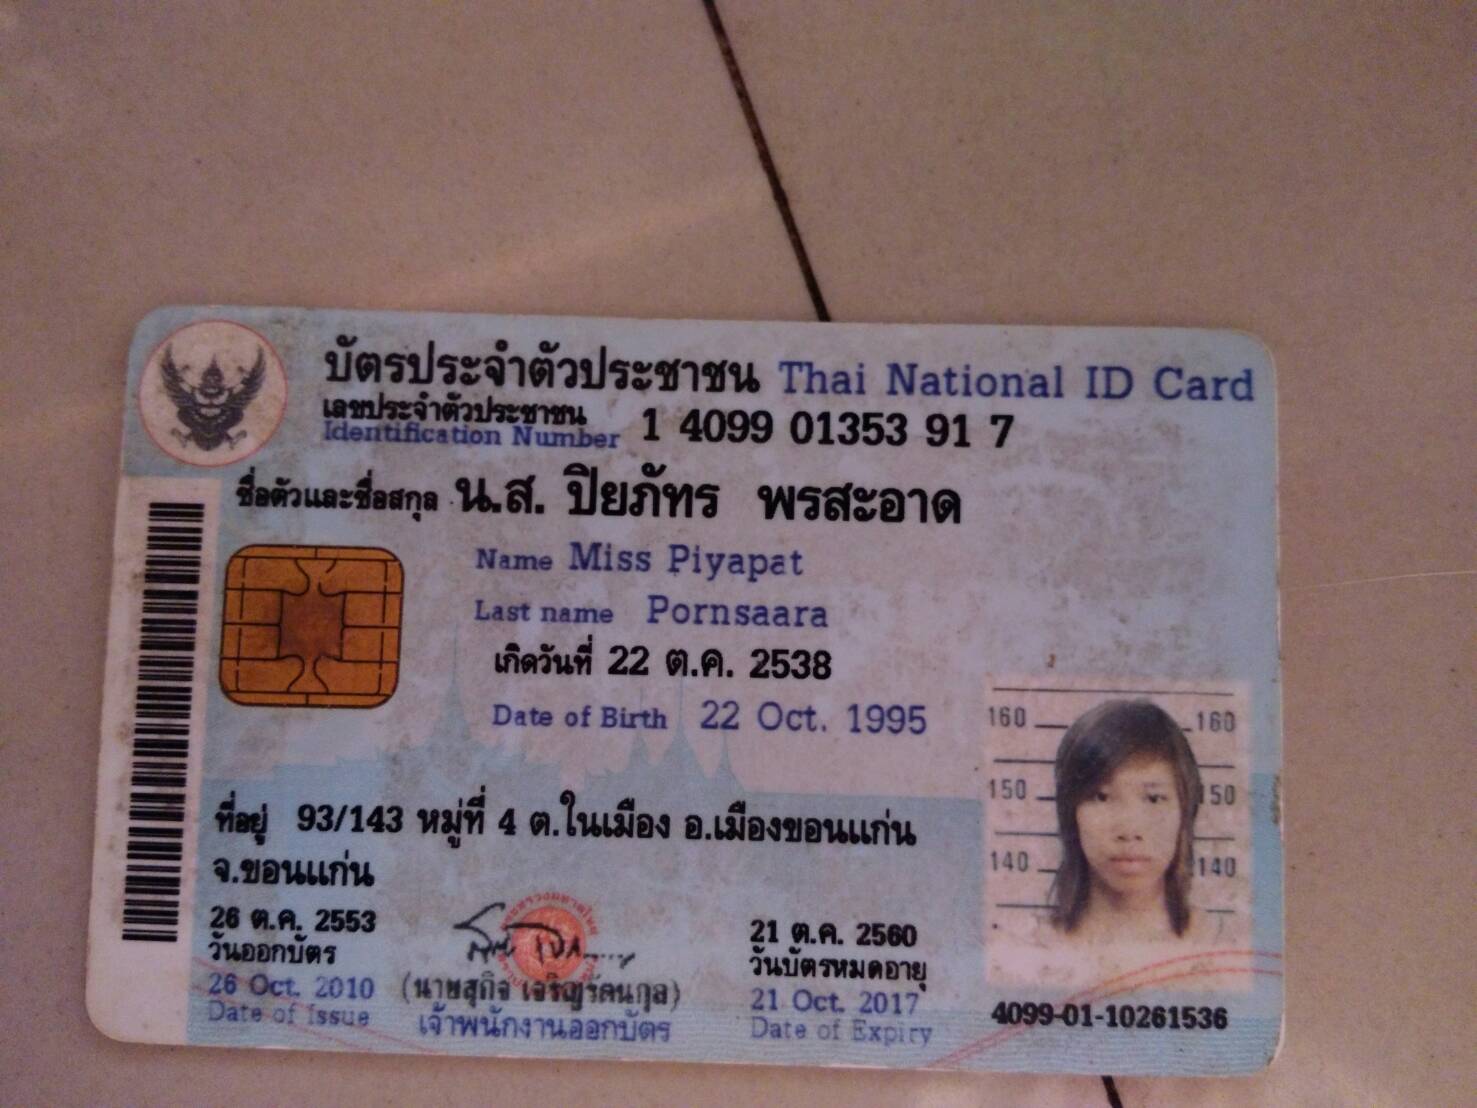 บัตรประจำตัวประชาชน Thai National ID Card
เลขประจำตัวประชาชน
Identification Number 1 4099 01353 91 7
ชื่อตัวและชื่อสกุล น.ส. ปิยภัทร พรสะอาด
Name Miss Piyapat
Last name Pornsaara
เกิดวันที่ 22 ต.ค. 2538
Date of Birth 22 Oct. 1995
160 160
150 150
140 140
ที่อยู่ 93/143 หมู่ที่ 4 ต.ในเมือง อ.เมืองขอนแก่น
จ.ขอนแก่น
26 ต.ค. 2553
วันออกบัตร
26 Oct. 2010
Date of Issue
(นายสุกิจ เจริญรัตนกุล)
เจ้าพนักงานออกบัตร
21 ต.ค. 2560
วันบัตรหมดอายุ
21 Oct. 2017
Date of Expiry
4099-01-10261536